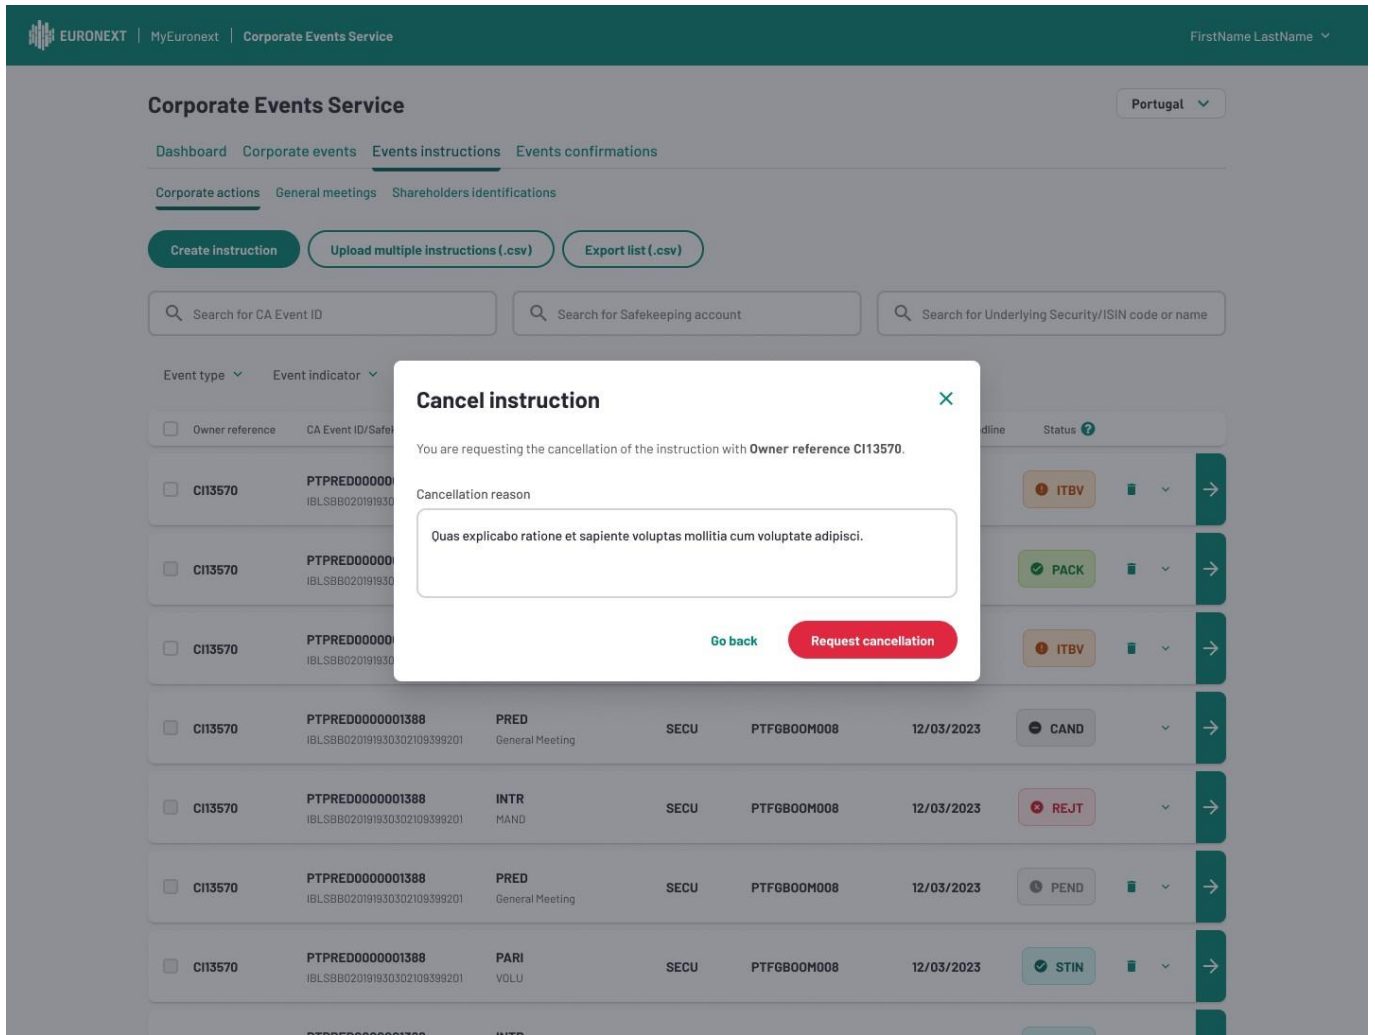 EURONEXT | MyEuronext | Corporate Events Service
FirstName LastName
Corporate Events Service
Portugal
Dashboard Corporate events Events instructions Events confirmations
Corporate actions General meetings Shareholders identifications
Create instruction Upload multiple instructions (.csv) Export list (.csv)
Search for CA Event ID Search for Safekeeping account Search for Underlying Security/ISIN code or name
Event type Event indicator
Cancel instruction
You are requesting the cancellation of the instruction with Owner reference CI13570.
Cancellation reason
Quas explicabo ratione et sapiente voluptas mollitia cum voluptate adipisci.
Go back Request cancellation
Owner reference CA Event ID/Safe Status
CI13570 PTPRED00000 ITBV
IBLSBB020191930
CI13570 PTPRED00000 PACK
IBLSBB020191930
CI13570 PTPRED00000 ITBV
IBLSBB020191930
CI13570 PTPRED0000001388 PRED SECU PTFGB00M008 12/03/2023 CAND
IBLSBB020191930302109399201 General Meeting
CI13570 PTPRED0000001388 INTR SECU PTFGB00M008 12/03/2023 REJT
IBLSBB020191930302109399201 MAND
CI13570 PTPRED0000001388 PRED SECU PTFGB00M008 12/03/2023 PEND
IBLSBB020191930302109399201 General Meeting
CI13570 PTPRED0000001388 PARI SECU PTFGB00M008 12/03/2023 STIN
IBLSBB020191930302109399201 VOLU